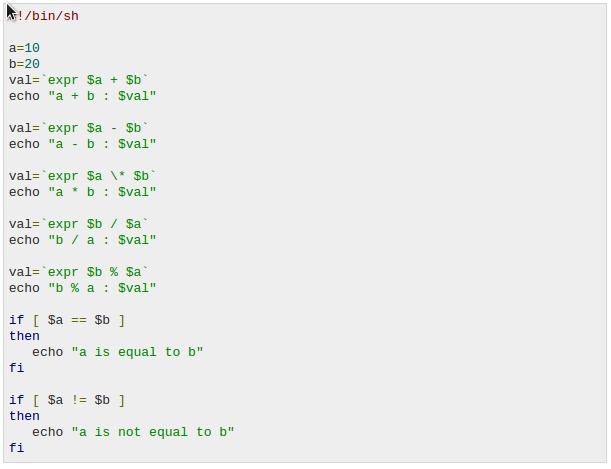 #!/bin/sh

a=10
b=20
val=`expr $a + $b`
echo "a + b : $val"

val=`expr $a - $b`
echo "a - b : $val"

val=`expr $a \* $b`
echo "a * b : $val"

val=`expr $b / $a`
echo "b / a : $val"

val=`expr $b % $a`
echo "b % a : $val"

if [ $a == $b ]
then
   echo "a is equal to b"
fi

if [ $a != $b ]
then
   echo "a is not equal to b"
fi